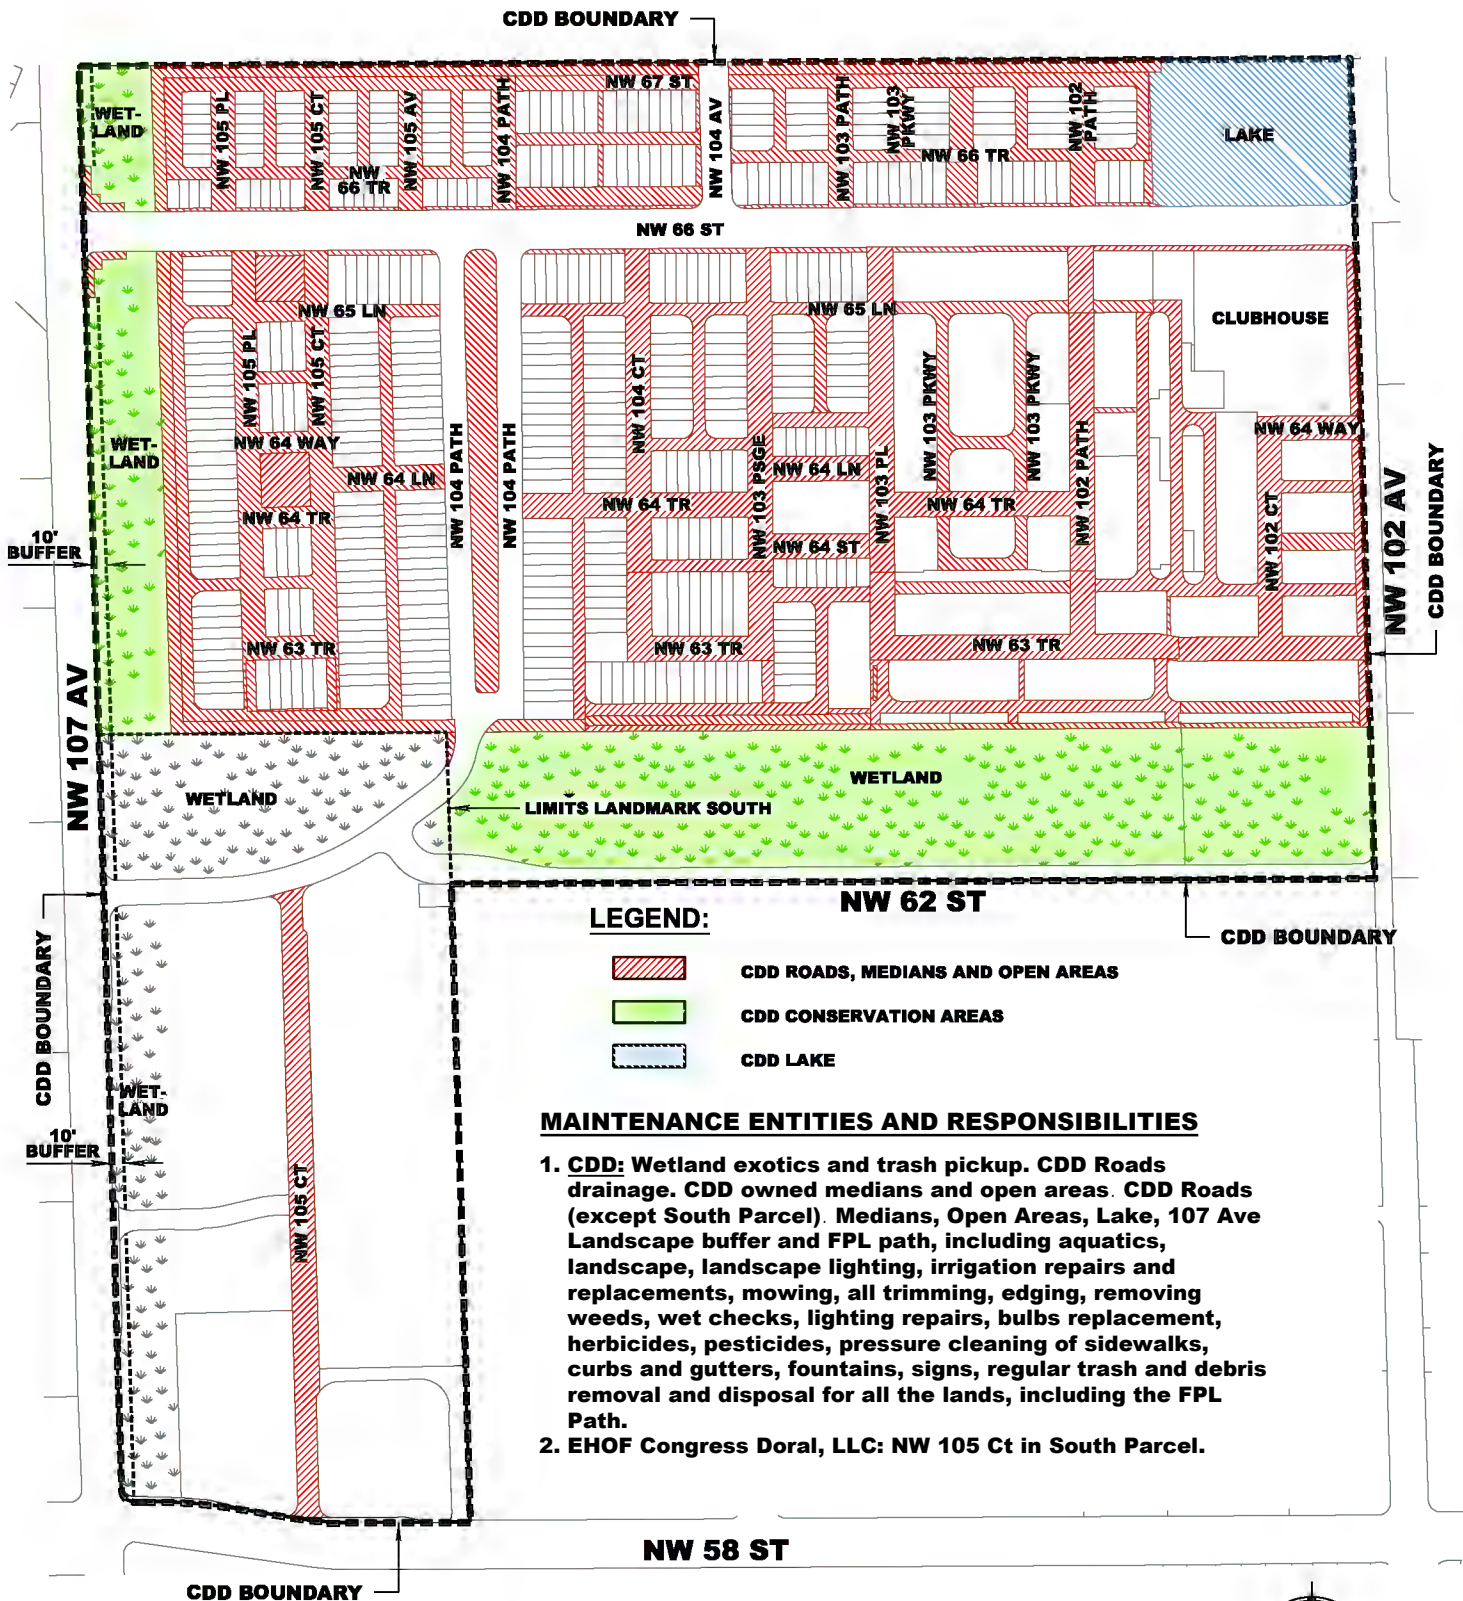 CDD BOUNDARY
NW 67 ST
WET-
LAND
NW 105 PL
NW 105 CT
NW 105 AV
NW 104 PATH
NW 104 AV
NW 103 PATH
NW 103
PKWY
NW 102
PATH
LAKE
NW
66 TR
NW 66 TR
NW 66 ST
NW 65 LN
NW 65 LN
CLUBHOUSE
NW 105 PL
NW 105 CT
NW 104 CT
NW 103 PKWY
NW 103 PKWY
WET-
LAND
NW 64 WAY
NW 64 WAY
NW 64 LN
NW 104 PATH
NW 104 PATH
NW 103 PSGE
NW 64 LN
NW 103 PL
NW 102 PATH
NW 102 CT
NW 102 AV
CDD BOUNDARY
NW 64 TR
NW 64 TR
NW 64 TR
10'
BUFFER
NW 64 ST
NW 63 TR
NW 63 TR
NW 63 TR
NW 107 AV
WETLAND
WETLAND
LIMITS LANDMARK SOUTH
NW 62 ST
CDD BOUNDARY
CDD BOUNDARY
LEGEND:
CDD ROADS, MEDIANS AND OPEN AREAS
CDD CONSERVATION AREAS
CDD LAKE
WET-
LAND
10'
BUFFER
NW 105 CT
MAINTENANCE ENTITIES AND RESPONSIBILITIES
1. CDD: Wetland exotics and trash pickup. CDD Roads
drainage. CDD owned medians and open areas. CDD Roads
(except South Parcel). Medians, Open Areas, Lake, 107 Ave
Landscape buffer and FPL path, including aquatics,
landscape, landscape lighting, irrigation repairs and
replacements, mowing, all trimming, edging, removing
weeds, wet checks, lighting repairs, bulbs replacement,
herbicides, pesticides, pressure cleaning of sidewalks,
curbs and gutters, fountains, signs, regular trash and debris
removal and disposal for all the lands, including the FPL
Path.
2. EHOF Congress Doral, LLC: NW 105 Ct in South Parcel.
NW 58 ST
CDD BOUNDARY